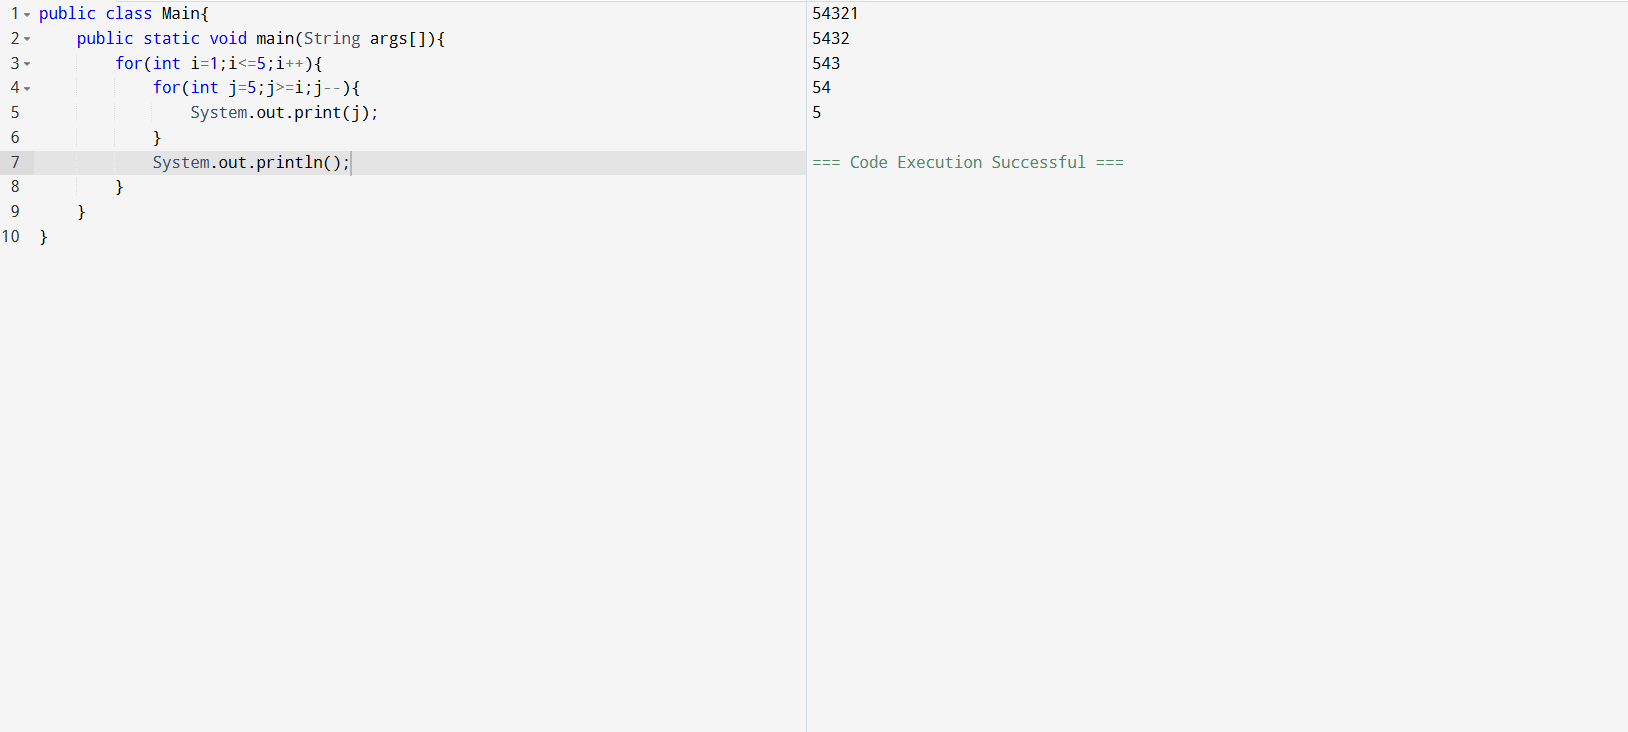 1 public class Main{
2     public static void main(String args[]){
3         for(int i=1;i<=5;i++){
4             for(int j=5;j>=i;j--){
5                 System.out.print(j);
6             }
7             System.out.println();
8         }
9     }
10 }
54321
5432
543
54
5
=== Code Execution Successful ===